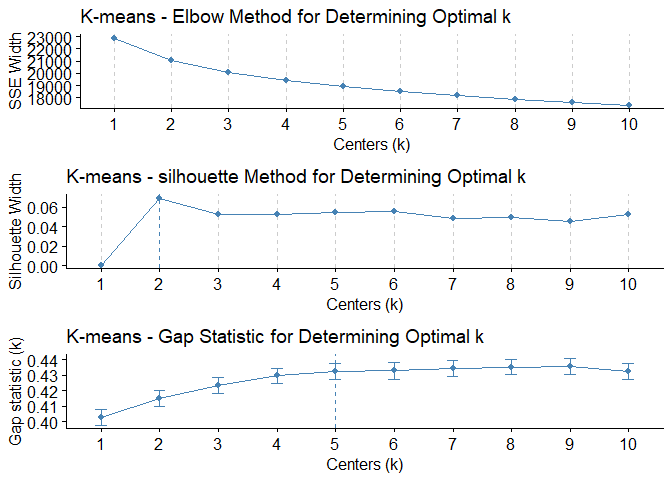 K-means - Elbow Method for Determining Optimal k
SSE Width
23000
22000
21000
20000
19000
18000
1 2 3 4 5 6 7 8 9 10
Centers (k)
K-means - silhouette Method for Determining Optimal k
Silhouette Width
0.06
0.04
0.02
0.00
1 2 3 4 5 6 7 8 9 10
Centers (k)
K-means - Gap Statistic for Determining Optimal k
Gap statistic (k)
0.44
0.43
0.42
0.41
0.40
1 2 3 4 5 6 7 8 9 10
Centers (k)